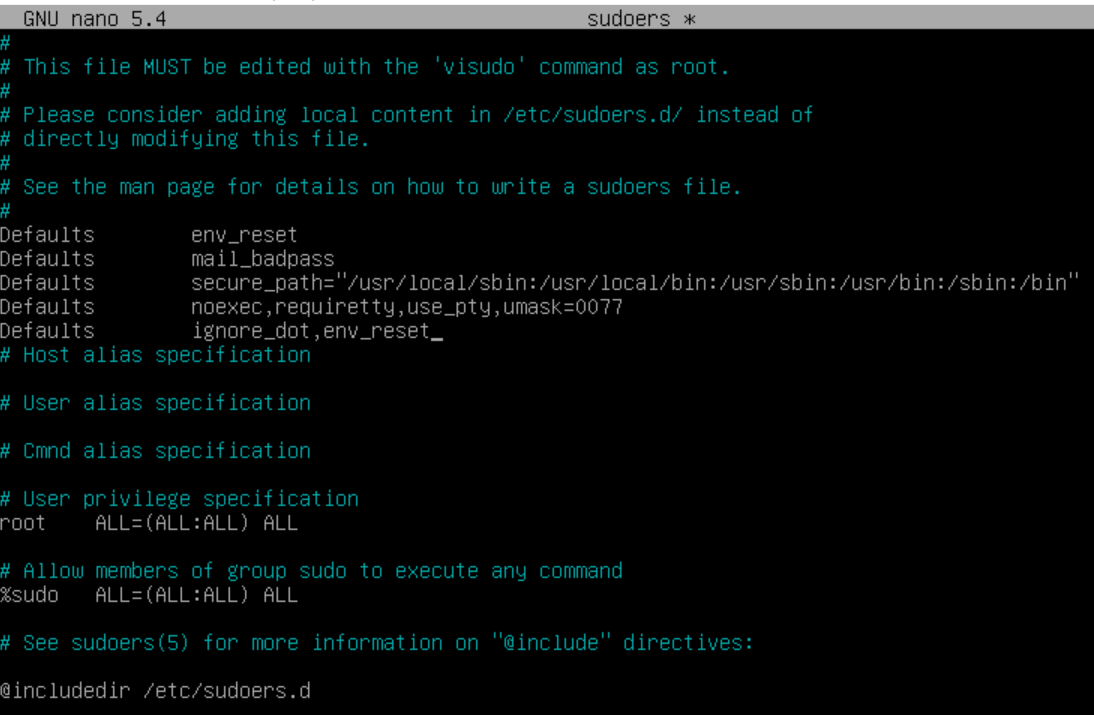 GNU nano 5.4 sudoers *
#
# This file MUST be edited with the 'visudo' command as root.
#
# Please consider adding local content in /etc/sudoers.d/ instead of
# directly modifying this file.
#
# See the man page for details on how to write a sudoers file.
#
Defaults env_reset
Defaults mail_badpass
Defaults secure_path="/usr/local/sbin:/usr/local/bin:/usr/sbin:/usr/bin:/sbin:/bin"
Defaults noexec,requiretty,use_pty,umask=0077
Defaults ignore_dot,env_reset_
# Host alias specification
# User alias specification
# Cmnd alias specification
# User privilege specification
root ALL=(ALL:ALL) ALL
# Allow members of group sudo to execute any command
%sudo ALL=(ALL:ALL) ALL
# See sudoers(5) for more information on "@include" directives:
@includedir /etc/sudoers.d